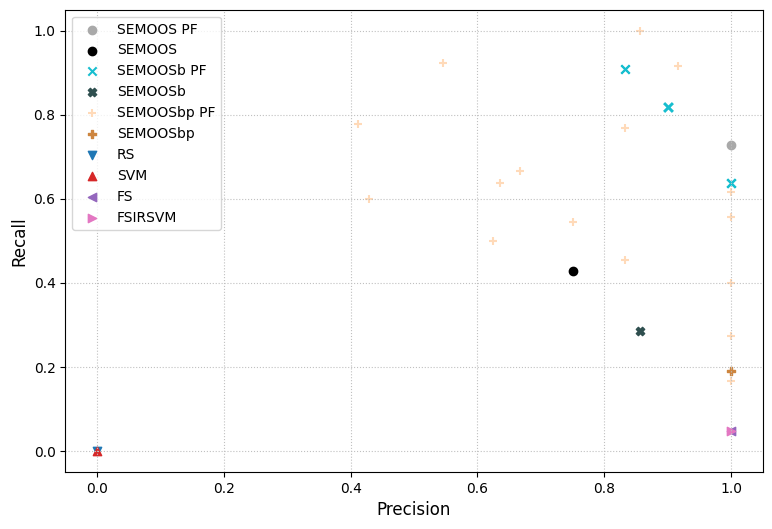 SEMOOS PF
SEMOOS
SEMOOSb PF
SEMOOSb
SEMOOSbp PF
SEMOOSbp
RS
SVM
FS
FSIRSVM
1.0
0.8
0.6
0.4
0.2
0.0
Recall
0.0 0.2 0.4 0.6 0.8 1.0
Precision